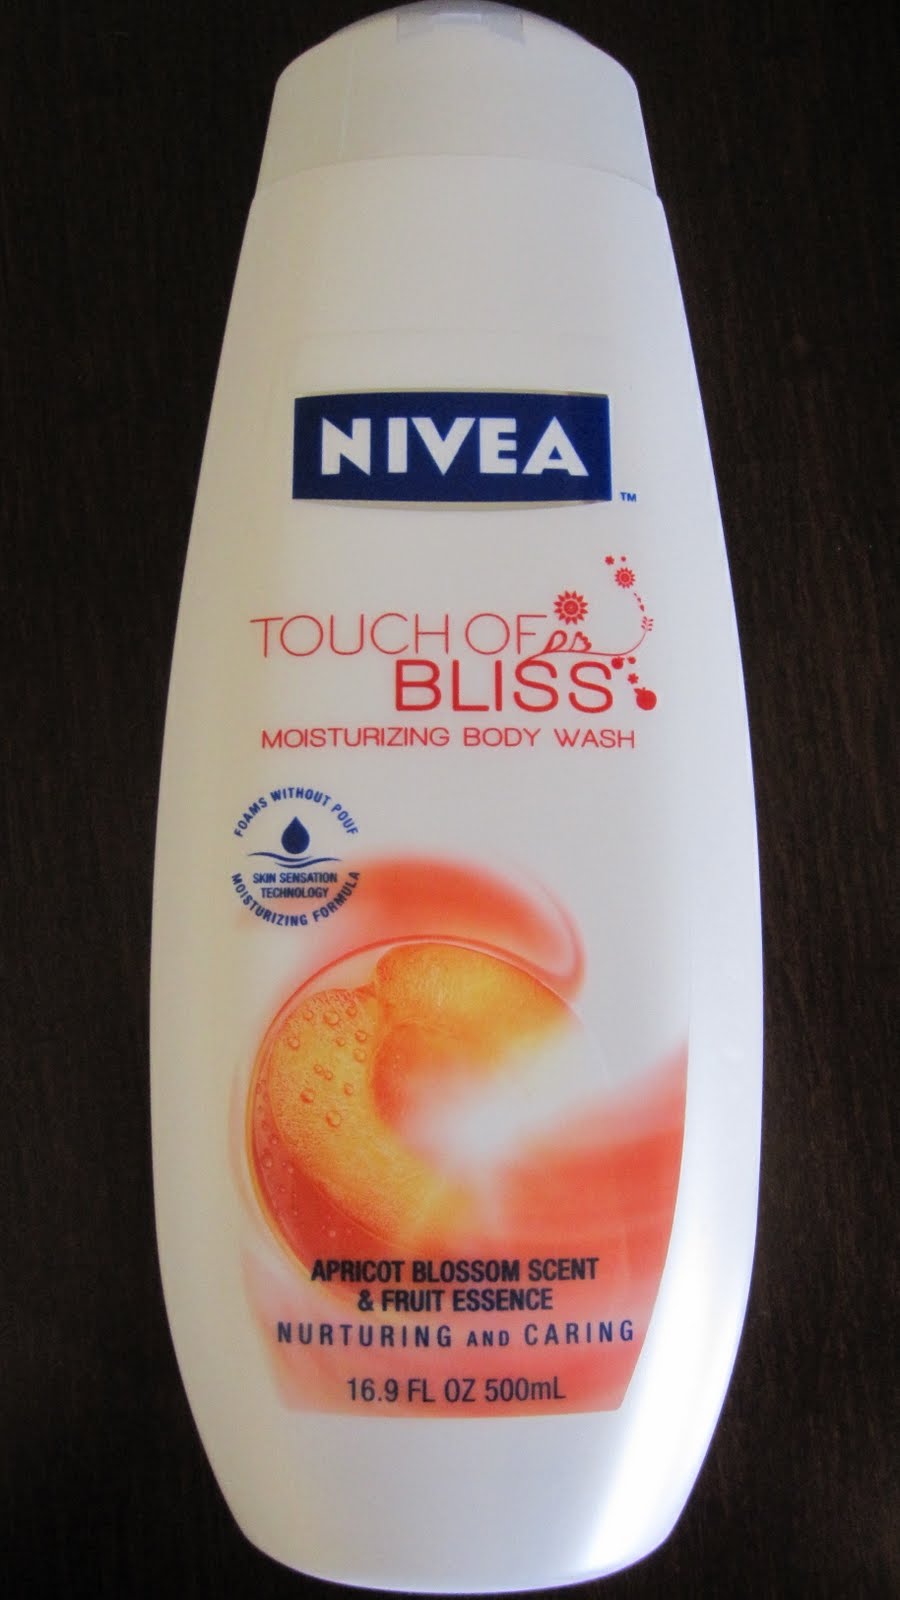 NIVEA
™
TOUCH OF
BLISS
MOISTURIZING BODY WASH
FOAMS WITHOUT POUF
SKIN SENSATION
TECHNOLOGY
MOISTURIZING FORMULA
APRICOT BLOSSOM SCENT
& FRUIT ESSENCE
NURTURING AND CARING
16.9 FL OZ 500mL